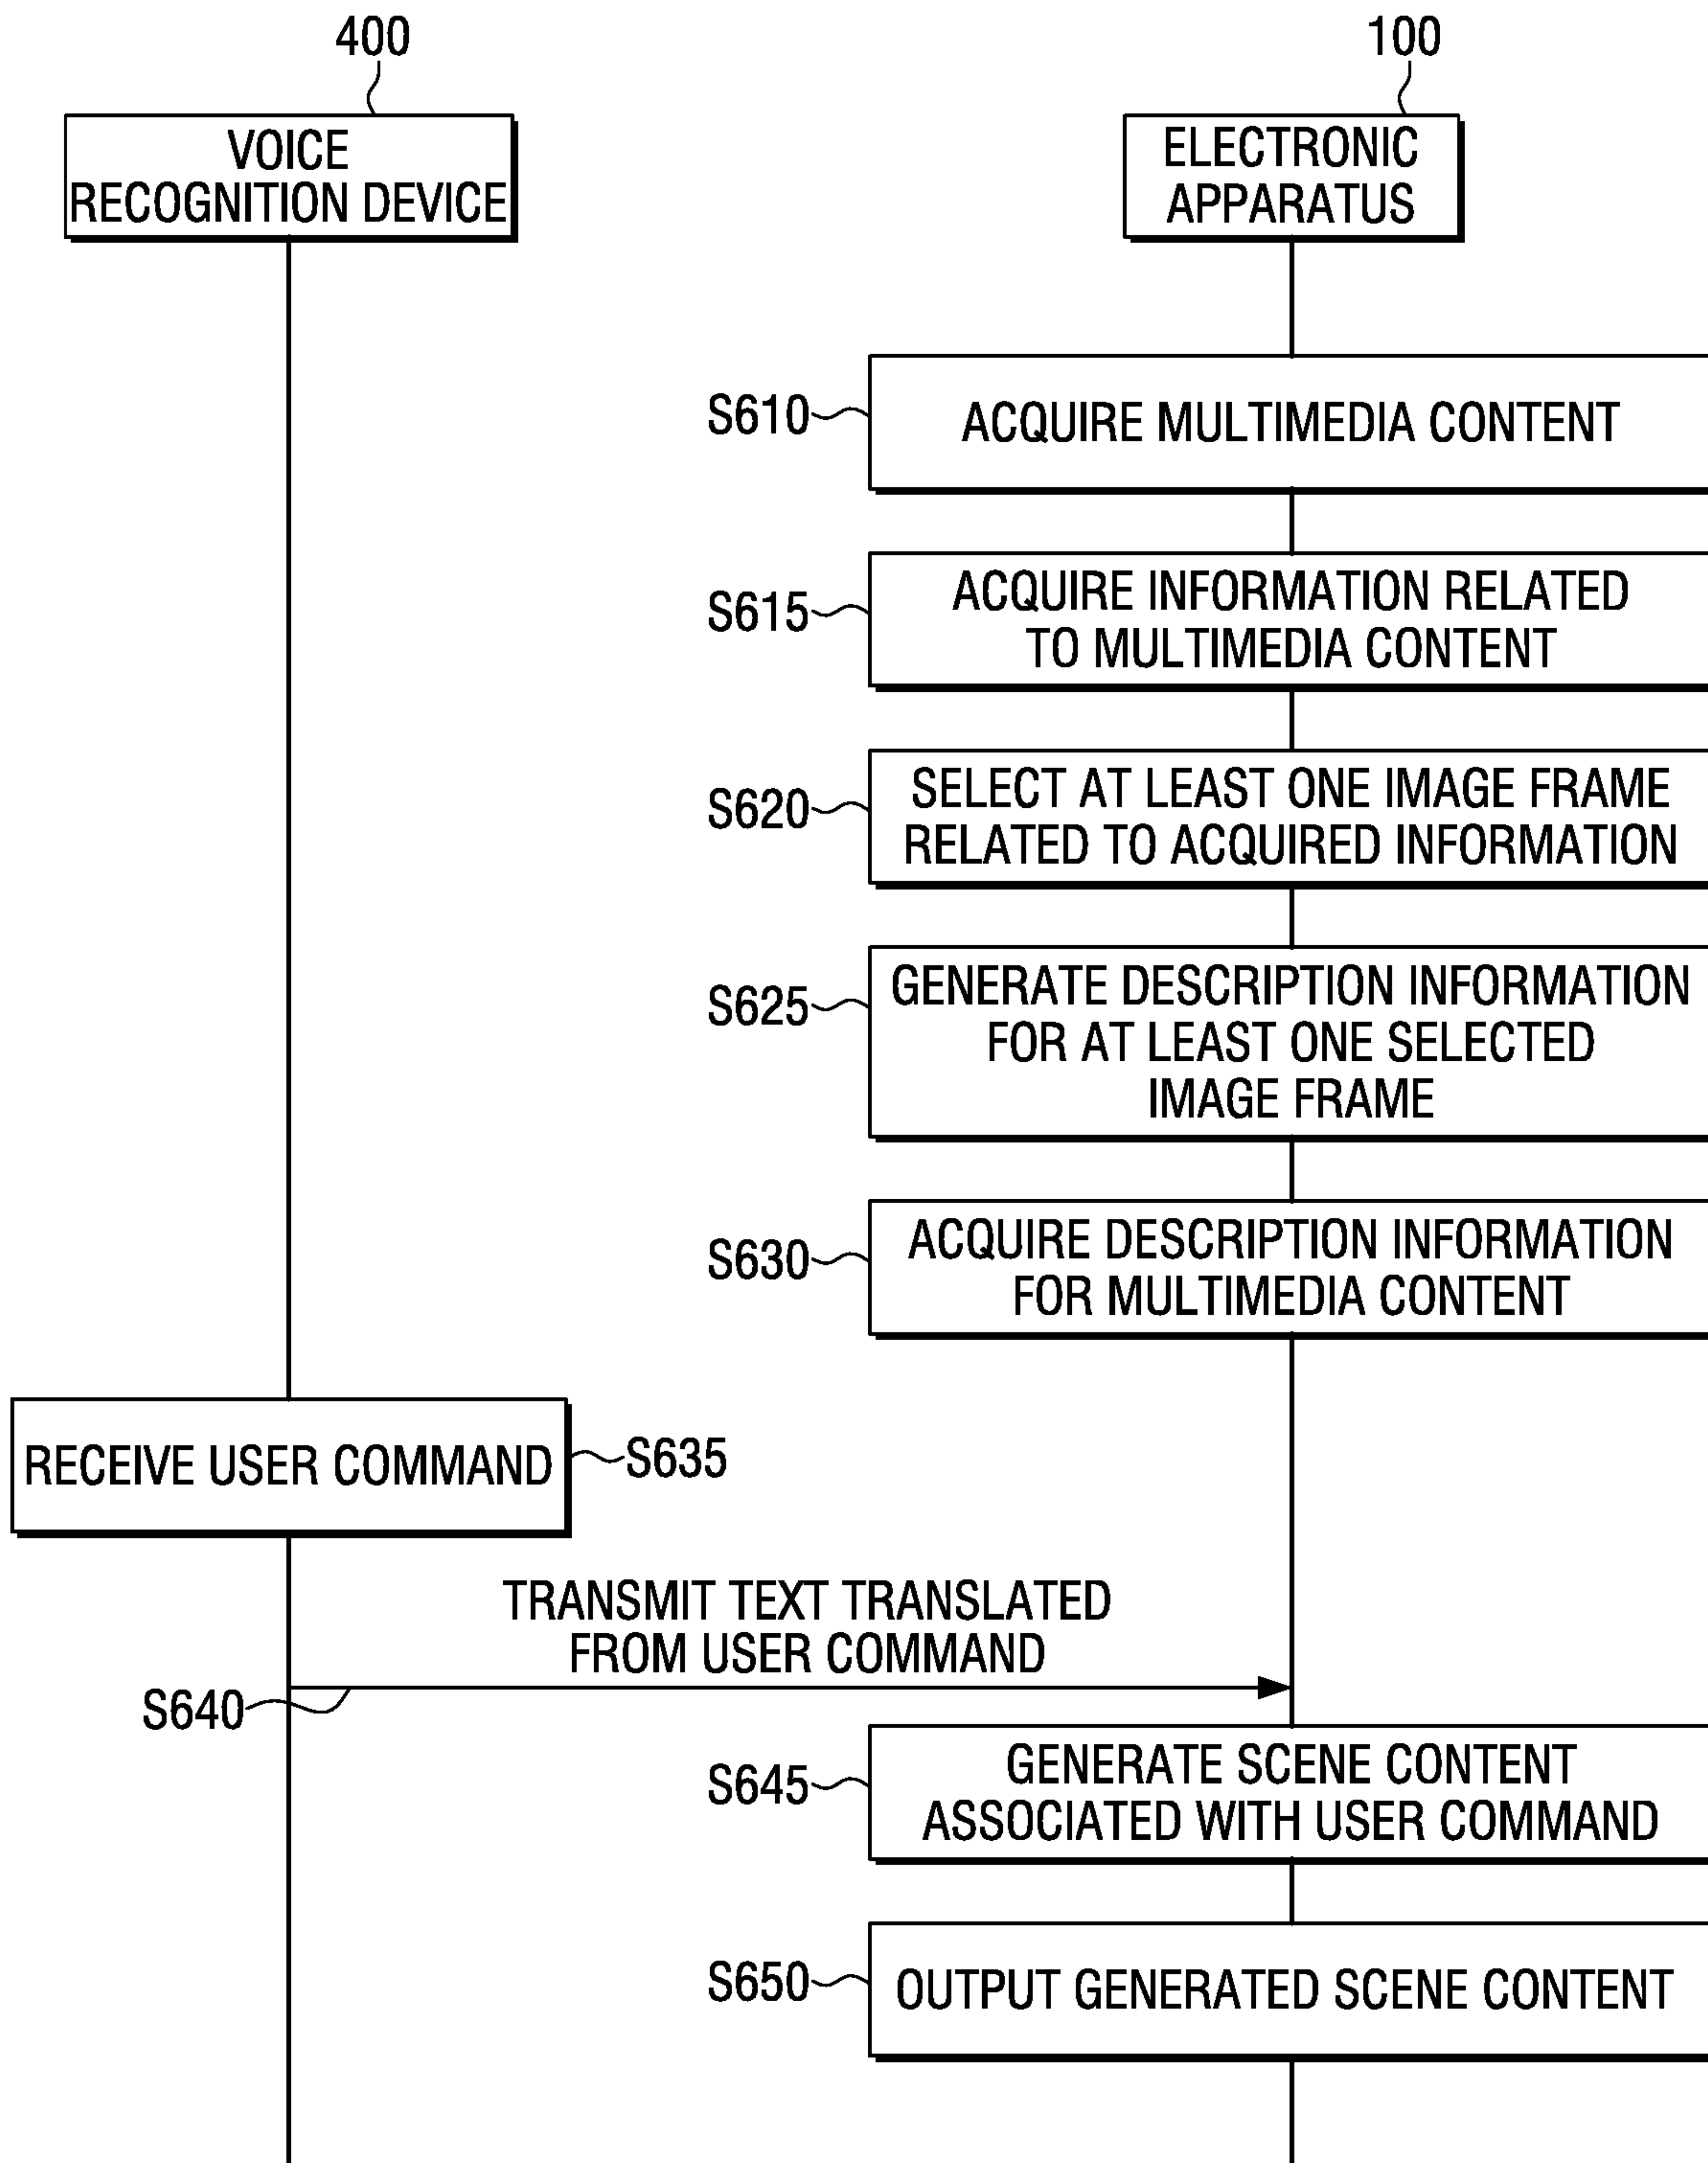 400
100
VOICE
RECOGNITION DEVICE
ELECTRONIC
APPARATUS
S610
ACQUIRE MULTIMEDIA CONTENT
S615
ACQUIRE INFORMATION RELATED
TO MULTIMEDIA CONTENT
S620
SELECT AT LEAST ONE IMAGE FRAME
RELATED TO ACQUIRED INFORMATION
S625
GENERATE DESCRIPTION INFORMATION
FOR AT LEAST ONE SELECTED
IMAGE FRAME
S630
ACQUIRE DESCRIPTION INFORMATION
FOR MULTIMEDIA CONTENT
RECEIVE USER COMMAND
S635
TRANSMIT TEXT TRANSLATED
FROM USER COMMAND
S640
S645
GENERATE SCENE CONTENT
ASSOCIATED WITH USER COMMAND
S650
OUTPUT GENERATED SCENE CONTENT